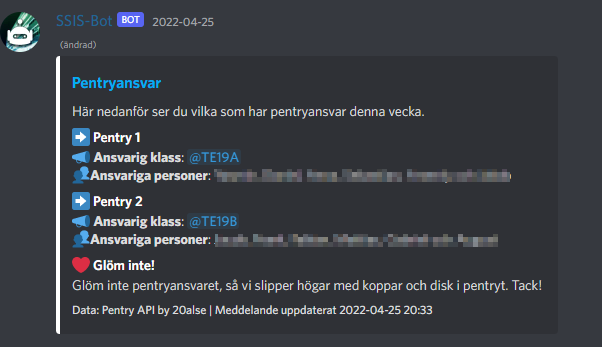 SSIS-Bot BOT 2022-04-25
(ändrad)
Pentryansvar
Här nedanför ser du vilka som har pentryansvar denna vecka.
Pentry 1
Ansvarig klass: @TE19A
Ansvariga personer:
Pentry 2
Ansvarig klass: @TE19B
Ansvariga personer:
Glöm inte!
Glöm inte pentryansvaret, så vi slipper högar med koppar och disk i pentryt. Tack!
Data: Pentry API by 20alse | Meddelande uppdaterat 2022-04-25 20:33